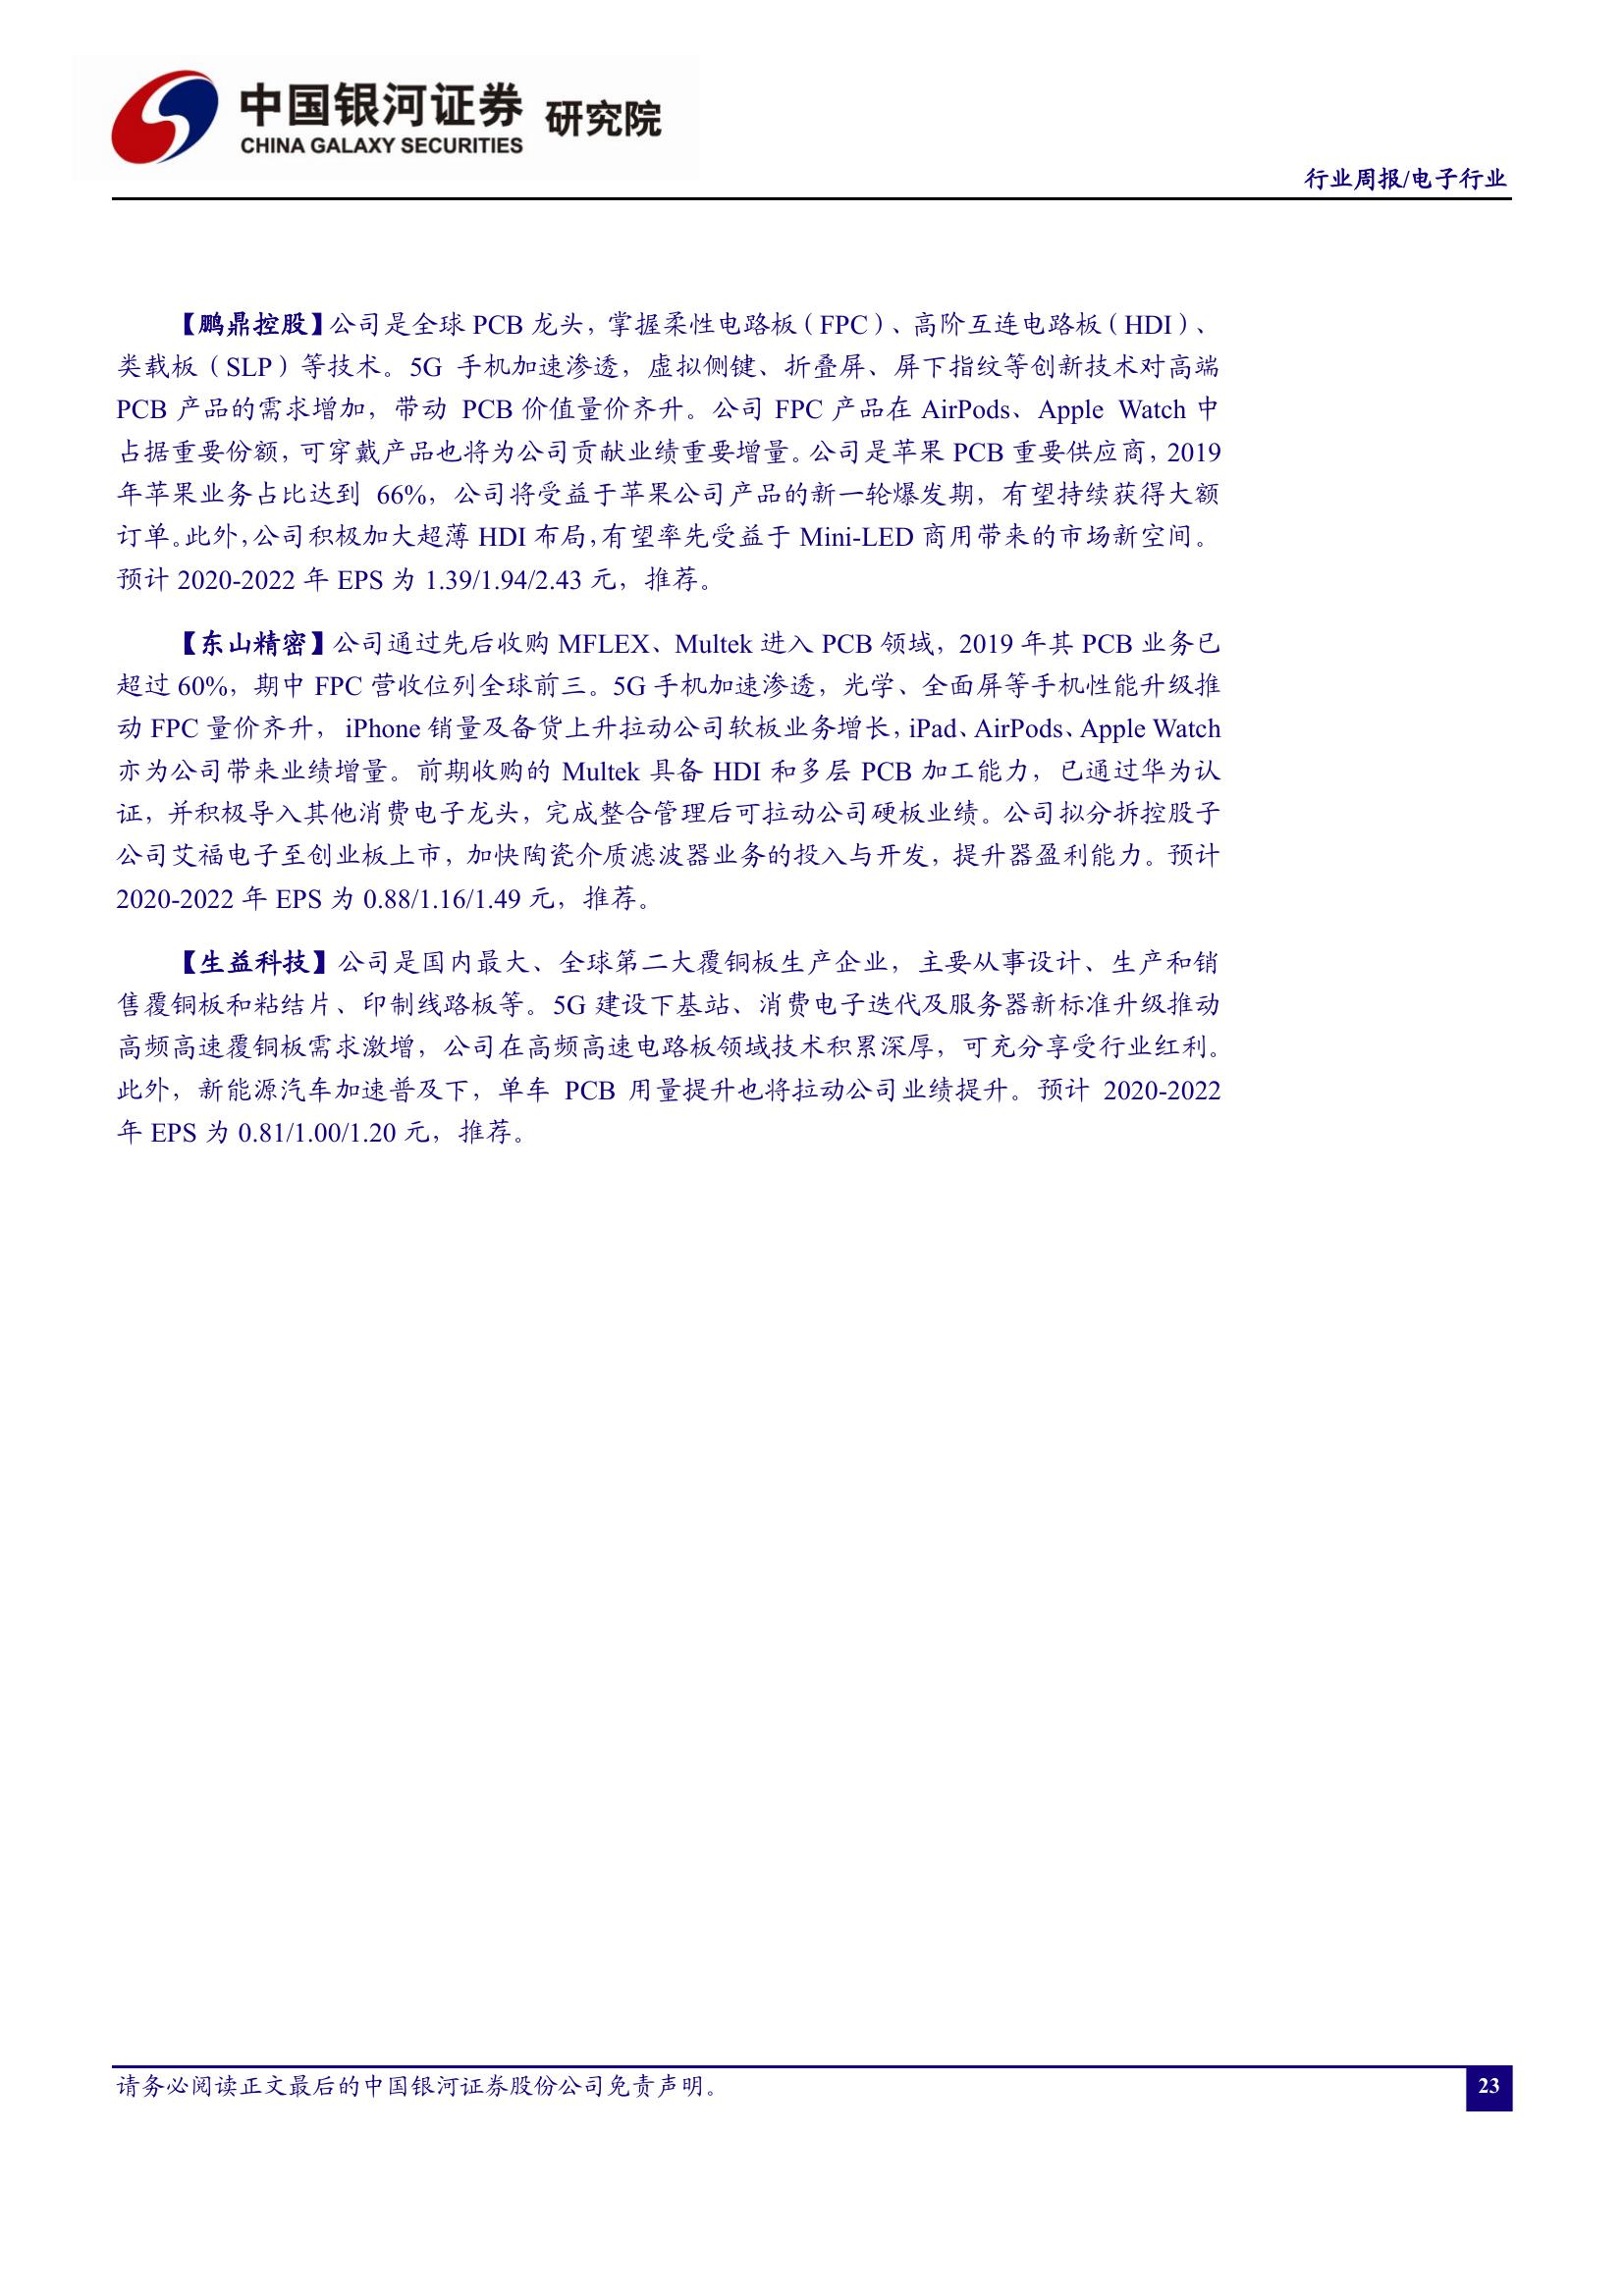 中国银河证券 研究院
CHINA GALAXY SECURITIES
行业周报/电子行业
【鹏鼎控股】公司是全球 PCB 龙头，掌握柔性电路板（FPC）、高阶互连电路板（HDI）、
类载板（SLP）等技术。5G 手机加速渗透，虚拟侧键、折叠屏、屏下指纹等创新技术对高端
PCB 产品的需求增加，带动 PCB 价值量价齐升。公司 FPC 产品在 AirPods、Apple Watch 中
占据重要份额，可穿戴产品也将为公司贡献业绩重要增量。公司是苹果 PCB 重要供应商，2019
年苹果业务占比达到 66%，公司将受益于苹果公司产品的新一轮爆发期，有望持续获得大额
订单。此外，公司积极加大超薄 HDI 布局，有望率先受益于 Mini-LED 商用带来的市场新空间。
预计 2020-2022 年 EPS 为 1.39/1.94/2.43 元，推荐。
【东山精密】公司通过先后收购 MFLEX、Multek 进入 PCB 领域，2019 年其 PCB 业务已
超过 60%，期中 FPC 营收位列全球前三。5G 手机加速渗透，光学、全面屏等手机性能升级推
动 FPC 量价齐升， iPhone 销量及备货上升拉动公司软板业务增长，iPad、AirPods、Apple Watch
亦为公司带来业绩增量。前期收购的 Multek 具备 HDI 和多层 PCB 加工能力，已通过华为认
证，并积极导入其他消费电子龙头，完成整合管理后可拉动公司硬板业绩。公司拟分拆控股子
公司艾福电子至创业板上市，加快陶瓷介质滤波器业务的投入与开发，提升器盈利能力。预计
2020-2022 年 EPS 为 0.88/1.16/1.49 元，推荐。
【生益科技】公司是国内最大、全球第二大覆铜板生产企业，主要从事设计、生产和销
售覆铜板和粘结片、印制线路板等。5G 建设下基站、消费电子迭代及服务器新标准升级推动
高频高速覆铜板需求激增，公司在高频高速电路板领域技术积累深厚，可充分享受行业红利。
此外，新能源汽车加速普及下，单车 PCB 用量提升也将拉动公司业绩提升。预计 2020-2022
年 EPS 为 0.81/1.00/1.20 元，推荐。
请务必阅读正文最后的中国银河证券股份公司免责声明。
23